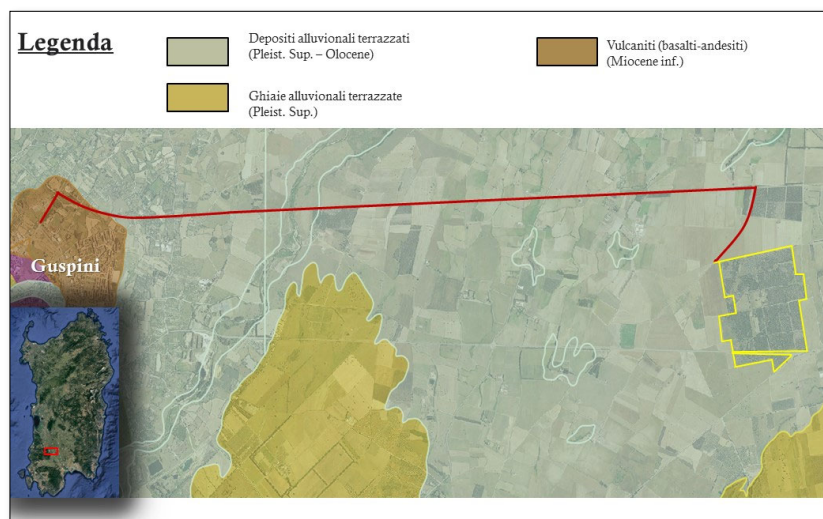 Legenda
Depositi alluvionali terrazzati
(Pleist. Sup. – Olocene)
Ghiaie alluvionali terrazzate
(Pleist. Sup.)
Vulcaniti (basalti-andesiti)
(Miocene inf.)
Guspini